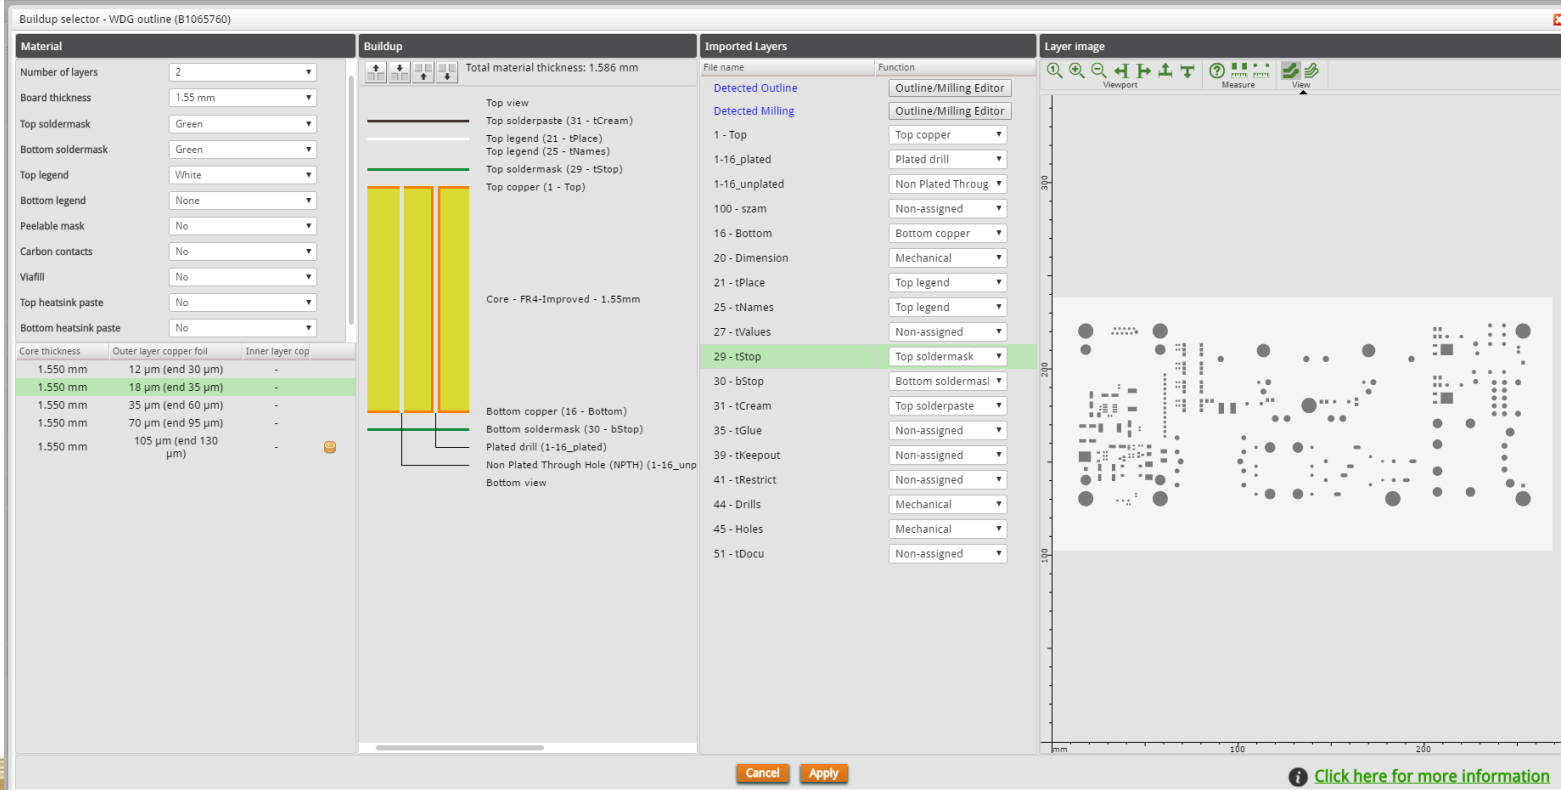 Buildup selector - WDG outline (B1065760)
Material
Number of layers 2
Board thickness 1.55 mm
Top soldermask Green
Bottom soldermask Green
Top legend White
Bottom legend None
Peelable mask No
Carbon contacts No
Viafill No
Top heatsink paste No
Bottom heatsink paste No
Core thickness Outer layer copper foil Inner layer cop
1.550 mm 12 µm (end 30 µm) -
1.550 mm 18 µm (end 35 µm) -
1.550 mm 35 µm (end 60 µm) -
1.550 mm 70 µm (end 95 µm) -
1.550 mm 105 µm (end 130 µm) -
Buildup
Total material thickness: 1.586 mm
Top view
Top solderpaste (31 - tCream)
Top legend (21 - tPlace)
Top legend (25 - tNames)
Top soldermask (29 - tStop)
Top copper (1 - Top)
Core - FR4-Improved - 1.55mm
Bottom copper (16 - Bottom)
Bottom soldermask (30 - bStop)
Plated drill (1-16_plated)
Non Plated Through Hole (NPTH) (1-16_unp
Bottom view
Imported Layers
File name Function
Detected Outline Outline/Milling Editor
Detected Milling Outline/Milling Editor
1 - Top Top copper
1-16_plated Plated drill
1-16_unplated Non Plated Throug
100 - szam Non-assigned
16 - Bottom Bottom copper
20 - Dimension Mechanical
21 - tPlace Top legend
25 - tNames Top legend
27 - tValues Non-assigned
29 - tStop Top soldermask
30 - bStop Bottom soldermasl
31 - tCream Top solderpaste
35 - tGlue Non-assigned
39 - tKeepout Non-assigned
41 - tRestrict Non-assigned
44 - Drills Mechanical
45 - Holes Mechanical
51 - tDocu Non-assigned
Layer image
Viewport Measure View
300
200
100
mm 100 200
Cancel Apply
Click here for more information